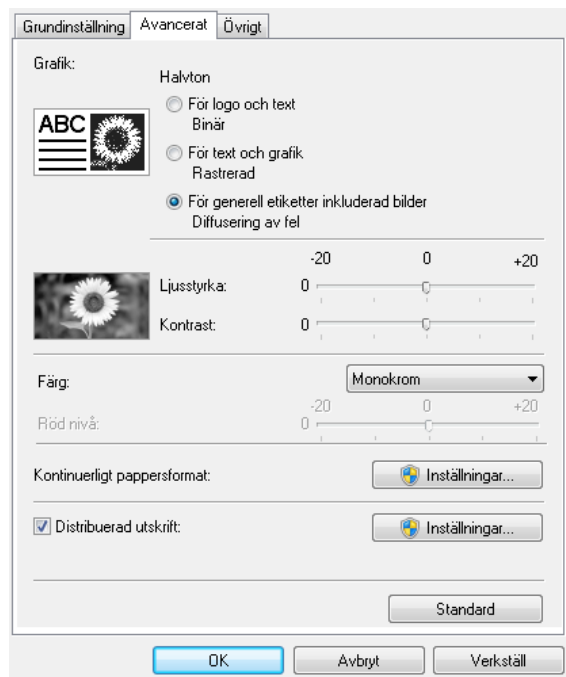 Grundinställning Avancerat Övrigt
Grafik:
Halvton
ABC
För logo och text
Binär
För text och grafik
Rastrerad
För generell etiketter inkluderad bilder
Diffusering av fel
-20 0 +20
Ljusstyrka: 0
Kontrast: 0
Färg: Monokrom
-20 0 +20
Röd nivå: 0
Kontinuerligt pappersformat: Inställningar...
Distribuerad utskrift: Inställningar...
Standard
OK Avbryt Verkställ